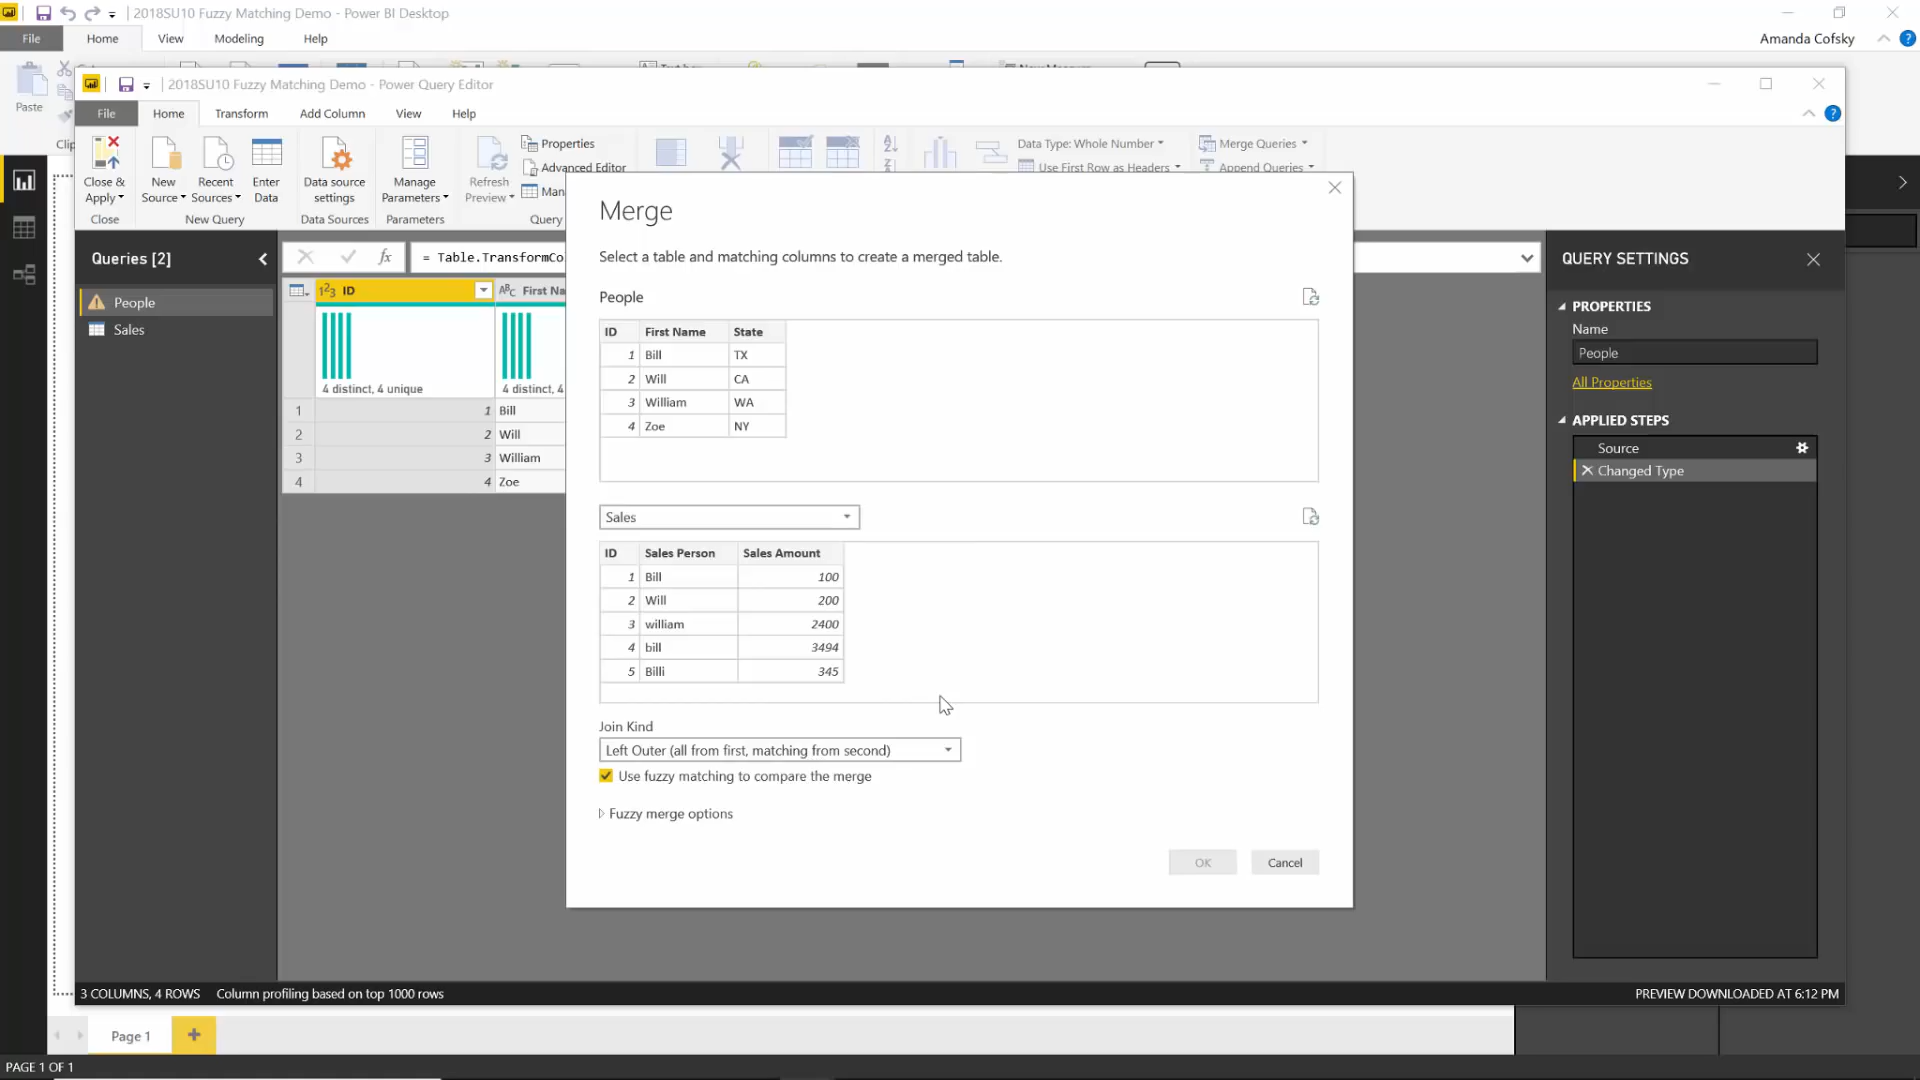 2018SU10 Fuzzy Matching Demo - Power BI Desktop
File Home View Modeling Help Amanda Cofsky
Paste
2018SU10 Fuzzy Matching Demo - Power Query Editor
File Home Transform Add Column View Help
Close & Apply
New Source
Recent Sources
Enter Data
Data source settings
Manage Parameters
Refresh Preview
Properties
Advanced Editor
Data Type: Whole Number
Use First Row as Headers
Merge Queries
Append Queries
Close New Query Data Sources Parameters Query
Queries [2]
People
Sales
= Table.TransformCo
ID
4 distinct, 4 unique
1 1 Bill
2 2 Will
3 3 William
4 4 Zoe
Merge
Select a table and matching columns to create a merged table.
People
ID First Name State
1 Bill TX
2 Will CA
3 William WA
4 Zoe NY
Sales
ID Sales Person Sales Amount
1 Bill 100
2 Will 200
3 william 2400
4 bill 3494
5 Billi 345
Join Kind
Left Outer (all from first, matching from second)
Use fuzzy matching to compare the merge
Fuzzy merge options
OK Cancel
QUERY SETTINGS
PROPERTIES
Name
People
All Properties
APPLIED STEPS
Source
Changed Type
3 COLUMNS, 4 ROWS Column profiling based on top 1000 rows
PREVIEW DOWNLOADED AT 6:12 PM
Page 1
PAGE 1 OF 1